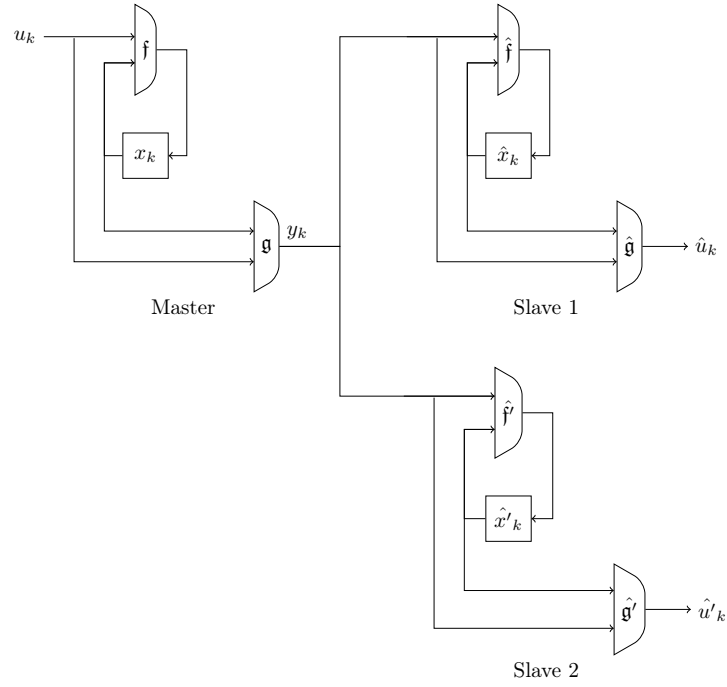 u_k
𝔣
𝔣̂
x_k
x̂_k
𝔤
y_k
𝔤̂
û_k
Master
Slave 1
𝔣̂'
x̂'_k
𝔤̂'
û'_k
Slave 2